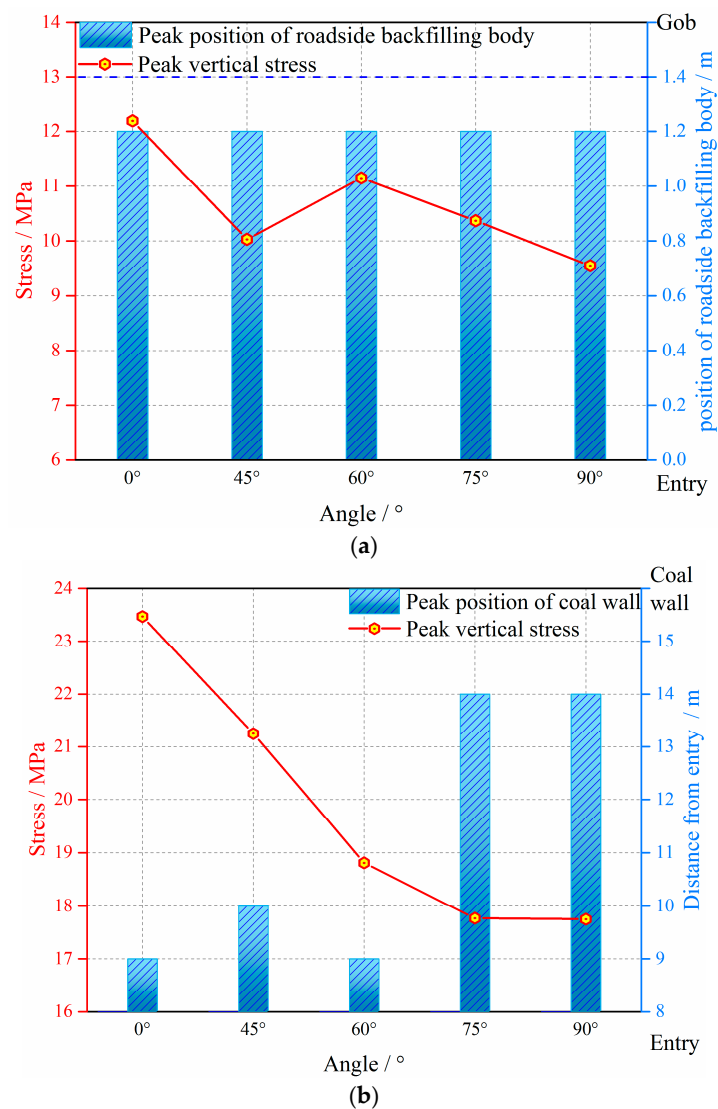 Gob
Peak position of roadside backfilling body
Peak vertical stress
14
13
12
11
10
9
8
7
6
Stress / MPa
1.4
1.2
1.0
0.8
0.6
0.4
0.2
0.0
position of roadside backfilling body / m
0° 45° 60° 75° 90°
Entry
Angle / °
(a)
Coal
wall
Peak position of coal wall
Peak vertical stress
24
23
22
21
20
19
18
17
16
Stress / MPa
15
14
13
12
11
10
9
8
Distance from entry / m
0° 45° 60° 75° 90°
Entry
Angle / °
(b)